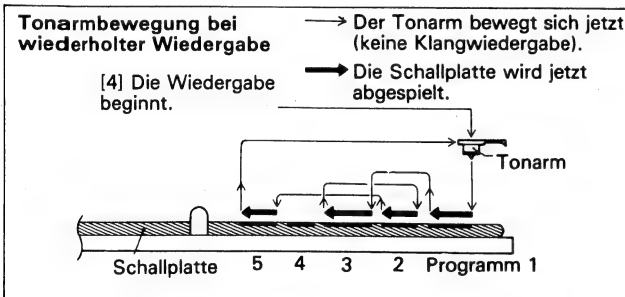 Tonarmbewegung bei
wiederholter Wiedergabe
Der Tonarm bewegt sich jetzt
(keine Klangwiedergabe).
Die Schallplatte wird jetzt
abgespielt.
[4] Die Wiedergabe
beginnt.
Tonarm
Schallplatte 5 4 3 2 Programm 1